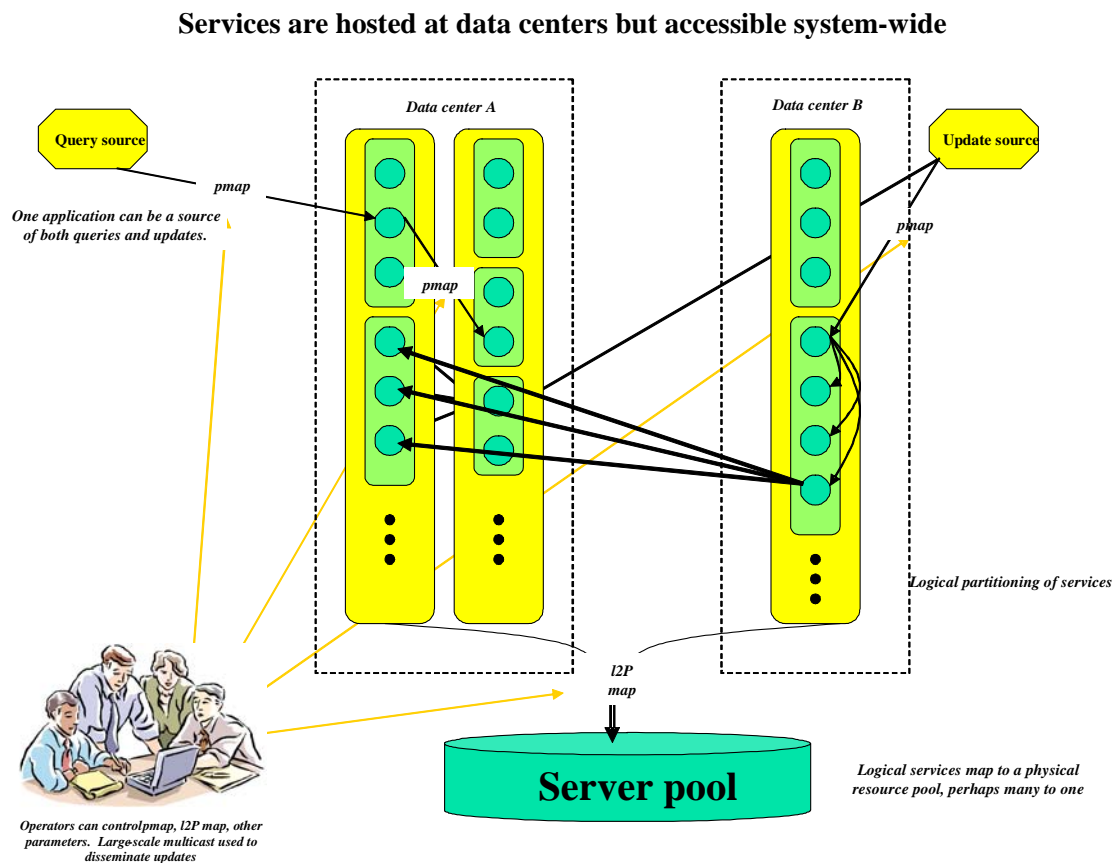 Services are hosted at data centers but accessible system-wide
Data center A
Data center B
Query source
Update source
pmap
One application can be a source
of both queries and updates.
pmap
pmap
Logical partitioning of services
l2P
map
Server pool
Logical services map to a physical
resource pool, perhaps many to one
Operators can controlpmap, l2P map, other
parameters. Large-scale multicast used to
disseminate updates